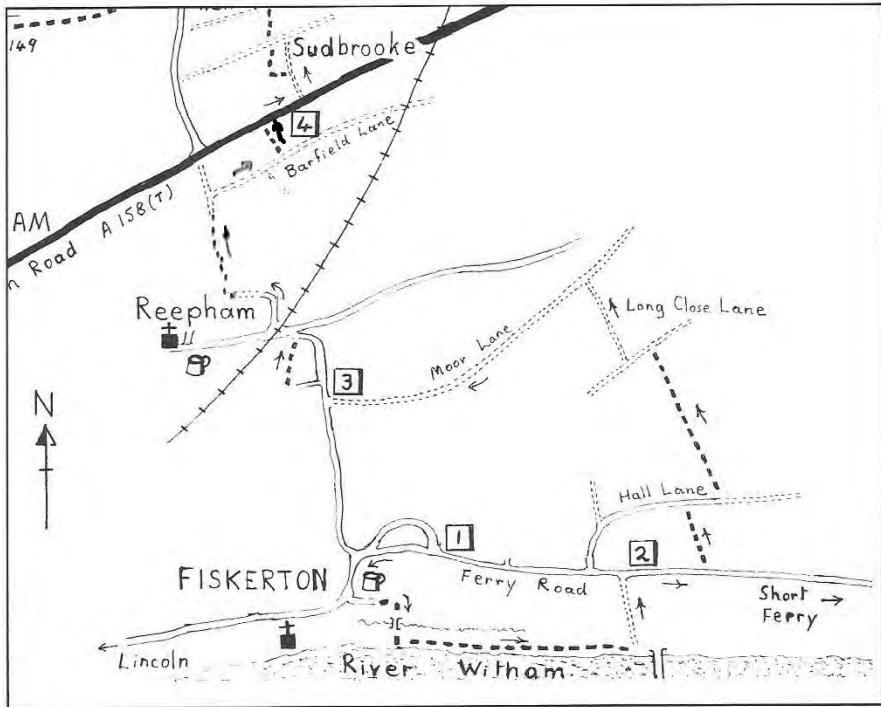 149
Sudbrooke
4
Barfield Lane
AM
Road A158(T)
Reepham
Long Close Lane
Moor Lane
3
N
Hall Lane
1
2
FISKERTON
Ferry Road
Short
Ferry
Lincoln
River Witham